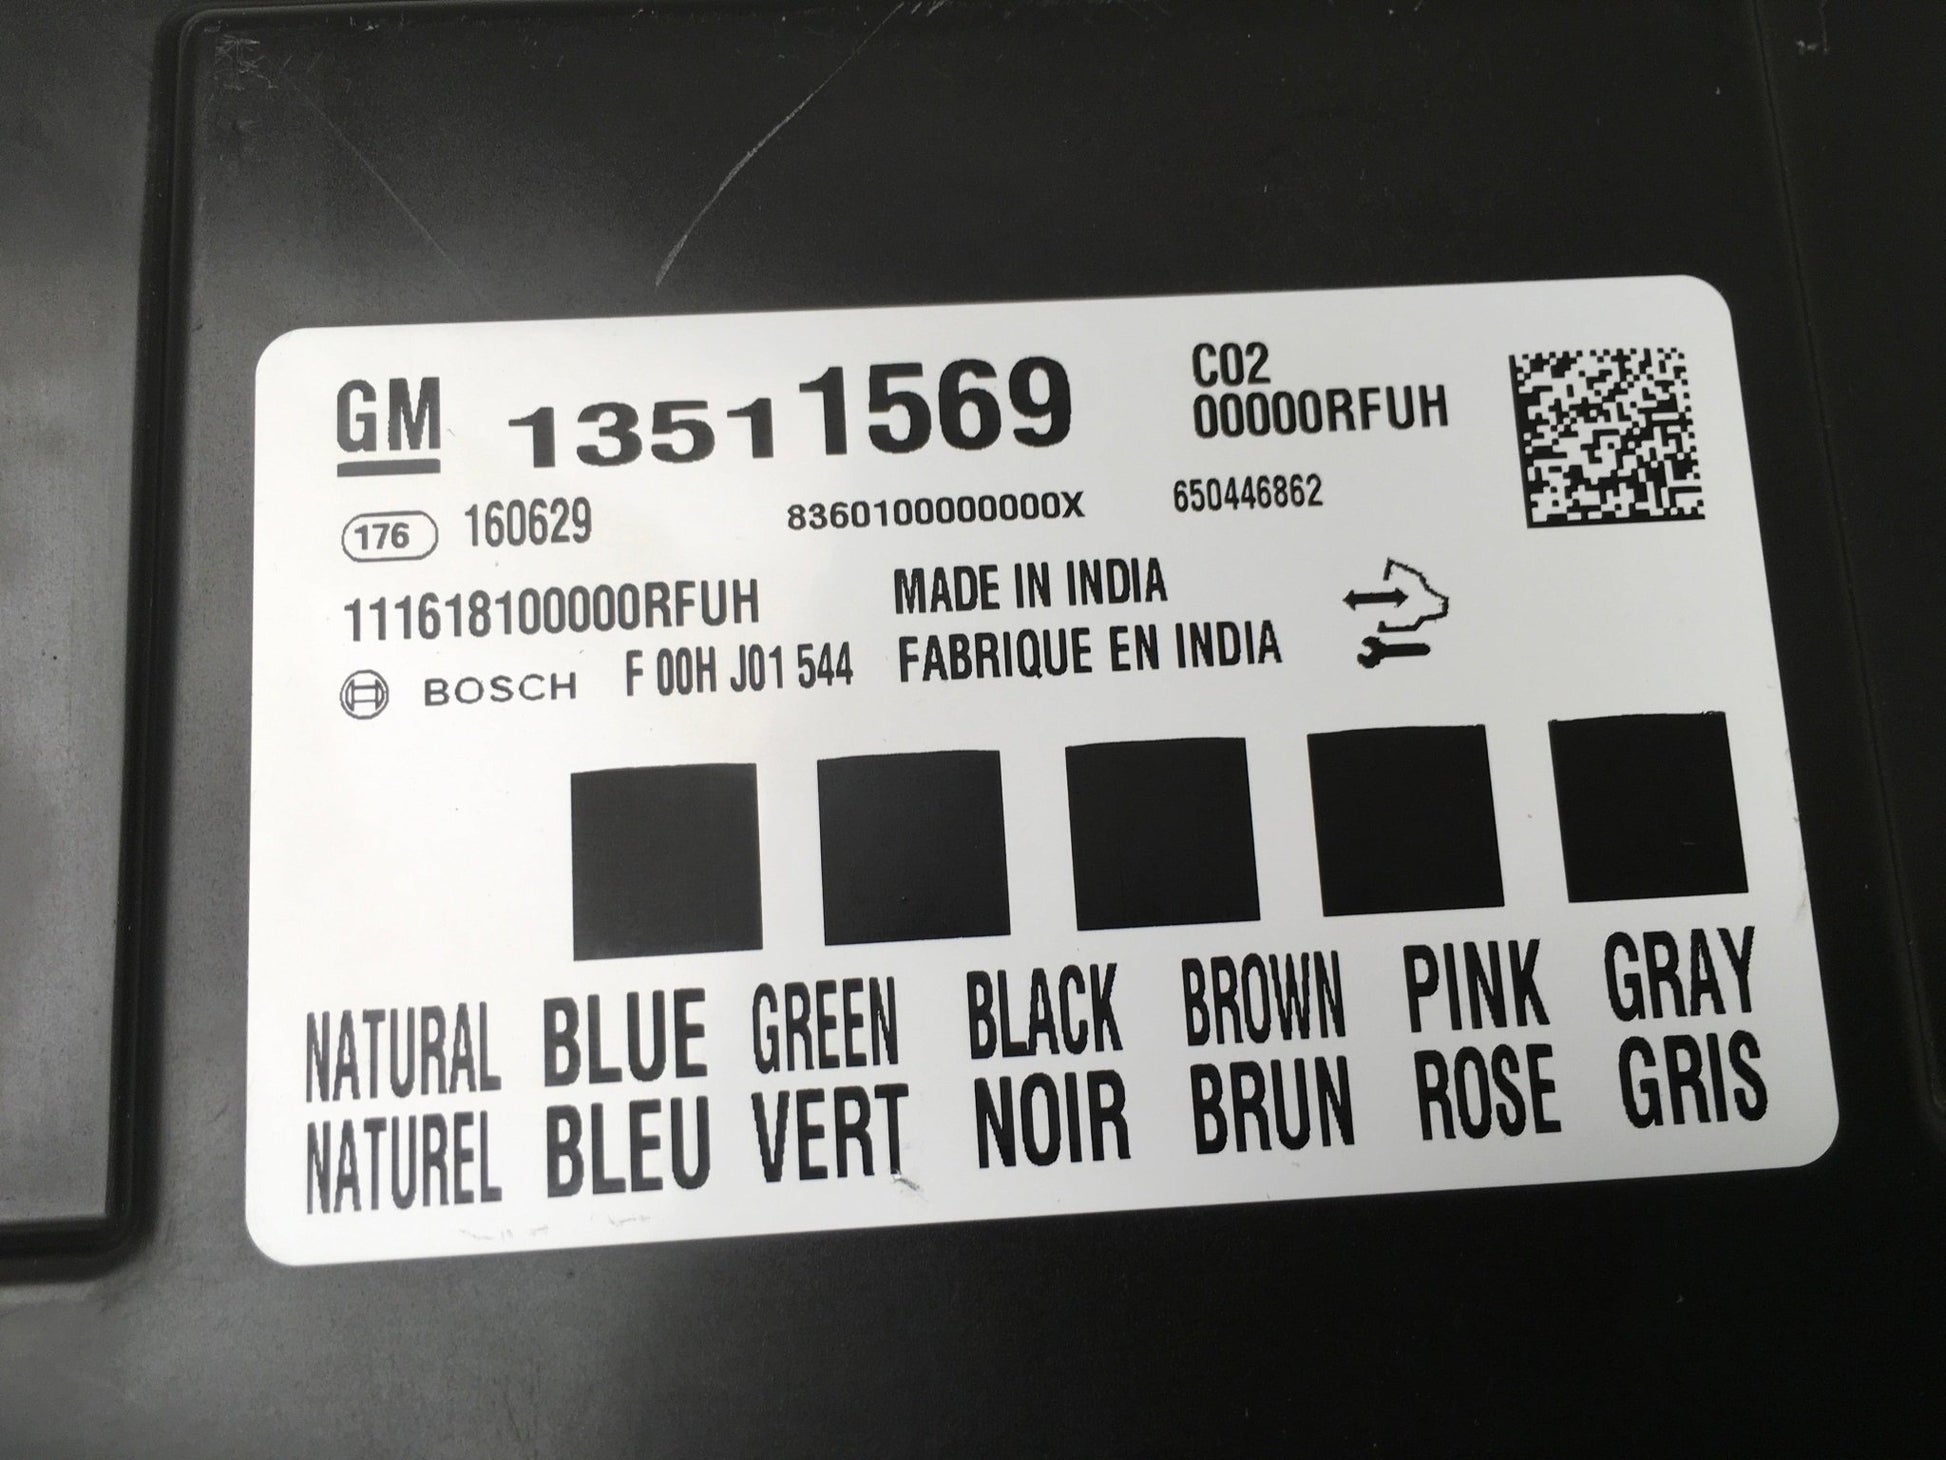 GM 13511569 C02
00000RFUH
176 160629 8360100000000X 650446862
111618100000RFUH MADE IN INDIA
BOSCH F 00H J01 544 FABRIQUE EN INDIA
NATURAL BLUE GREEN BLACK BROWN PINK GRAY
NATUREL BLEU VERT NOIR BRUN ROSE GRIS